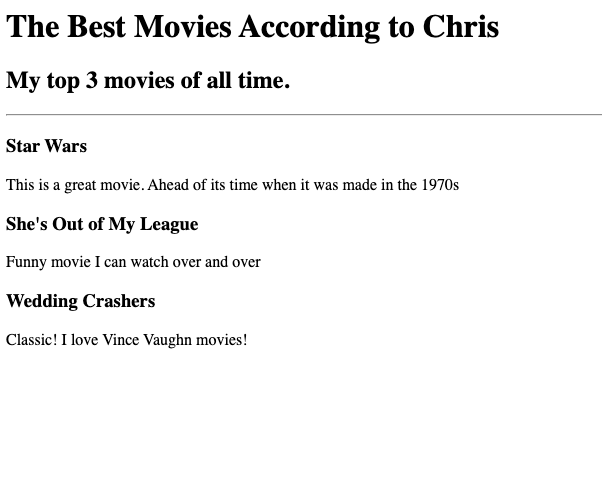 The Best Movies According to Chris
My top 3 movies of all time.
Star Wars
This is a great movie. Ahead of its time when it was made in the 1970s
She's Out of My League
Funny movie I can watch over and over
Wedding Crashers
Classic! I love Vince Vaughn movies!